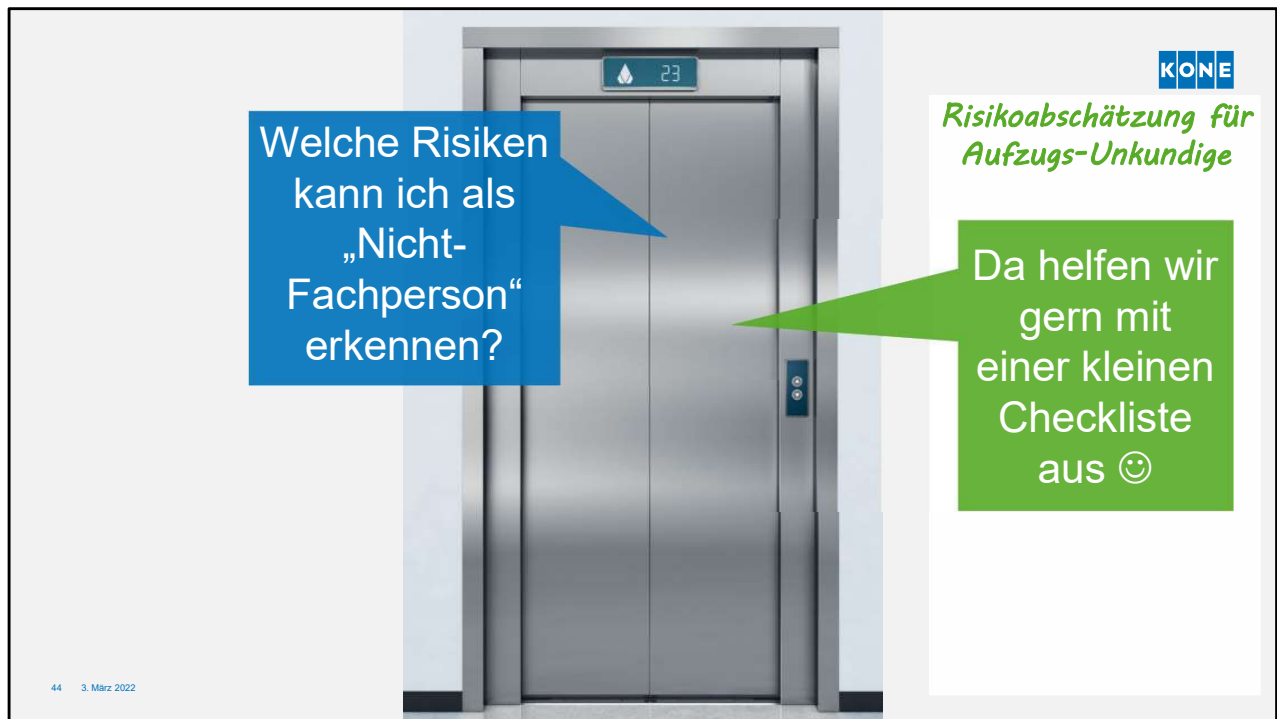 23
KONE
Risikoabschätzung für
Aufzugs-Unkundige
Welche Risiken
kann ich als
„Nicht-
Fachperson“
erkennen?
Da helfen wir
gern mit
einer kleinen
Checkliste
aus ☺
44 3. März 2022